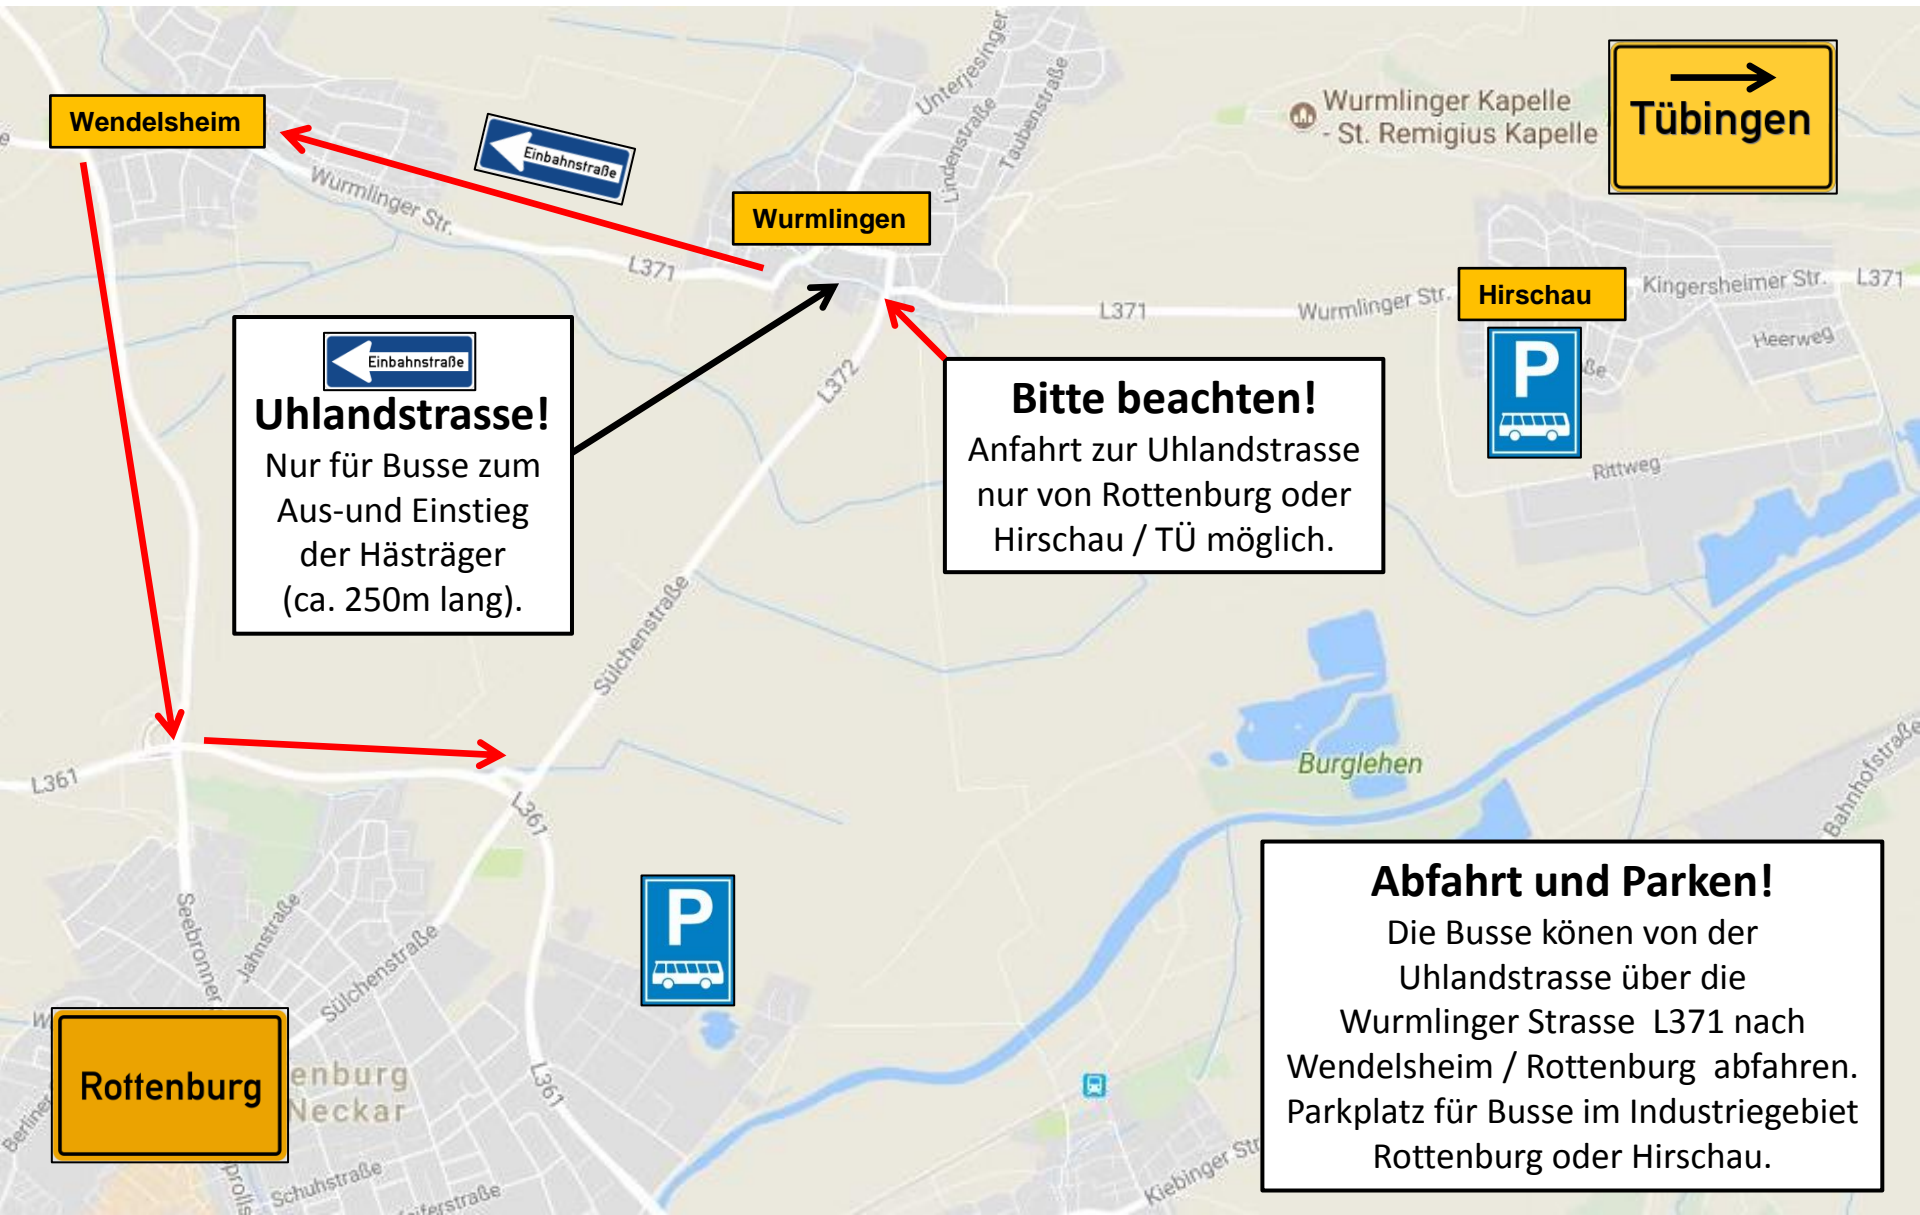 Unterjesinger
Lindenstraße
Taubenstraße
Wurmlinger Kapelle
- St. Remigius Kapelle
Tübingen
Wendelsheim
Einbahnstraße
Wurmlinger Str.
Wurmlingen
L371
L371
Wurmlinger Str.
Hirschau
Kingersheimer Str.
L371
Heerweg
P
ße
Rittweg
Einbahnstraße
Uhlandstrasse!
Nur für Busse zum
Aus-und Einstieg
der Hästräger
(ca. 250m lang).
L372
Bitte beachten!
Anfahrt zur Uhlandstrasse
nur von Rottenburg oder
Hirschau / TÜ möglich.
Sülchenstraße
L361
L361
Burglehen
Bahnhofstraße
Seebronner
Jahnstraße
Sülchenstraße
P
L361
Rottenburg
enburg
Neckar
Berliner
Schuhstraße
Kiebinger Str
Abfahrt und Parken!
Die Busse könen von der
Uhlandstrasse über die
Wurmlinger Strasse L371 nach
Wendelsheim / Rottenburg abfahren.
Parkplatz für Busse im Industriegebiet
Rottenburg oder Hirschau.